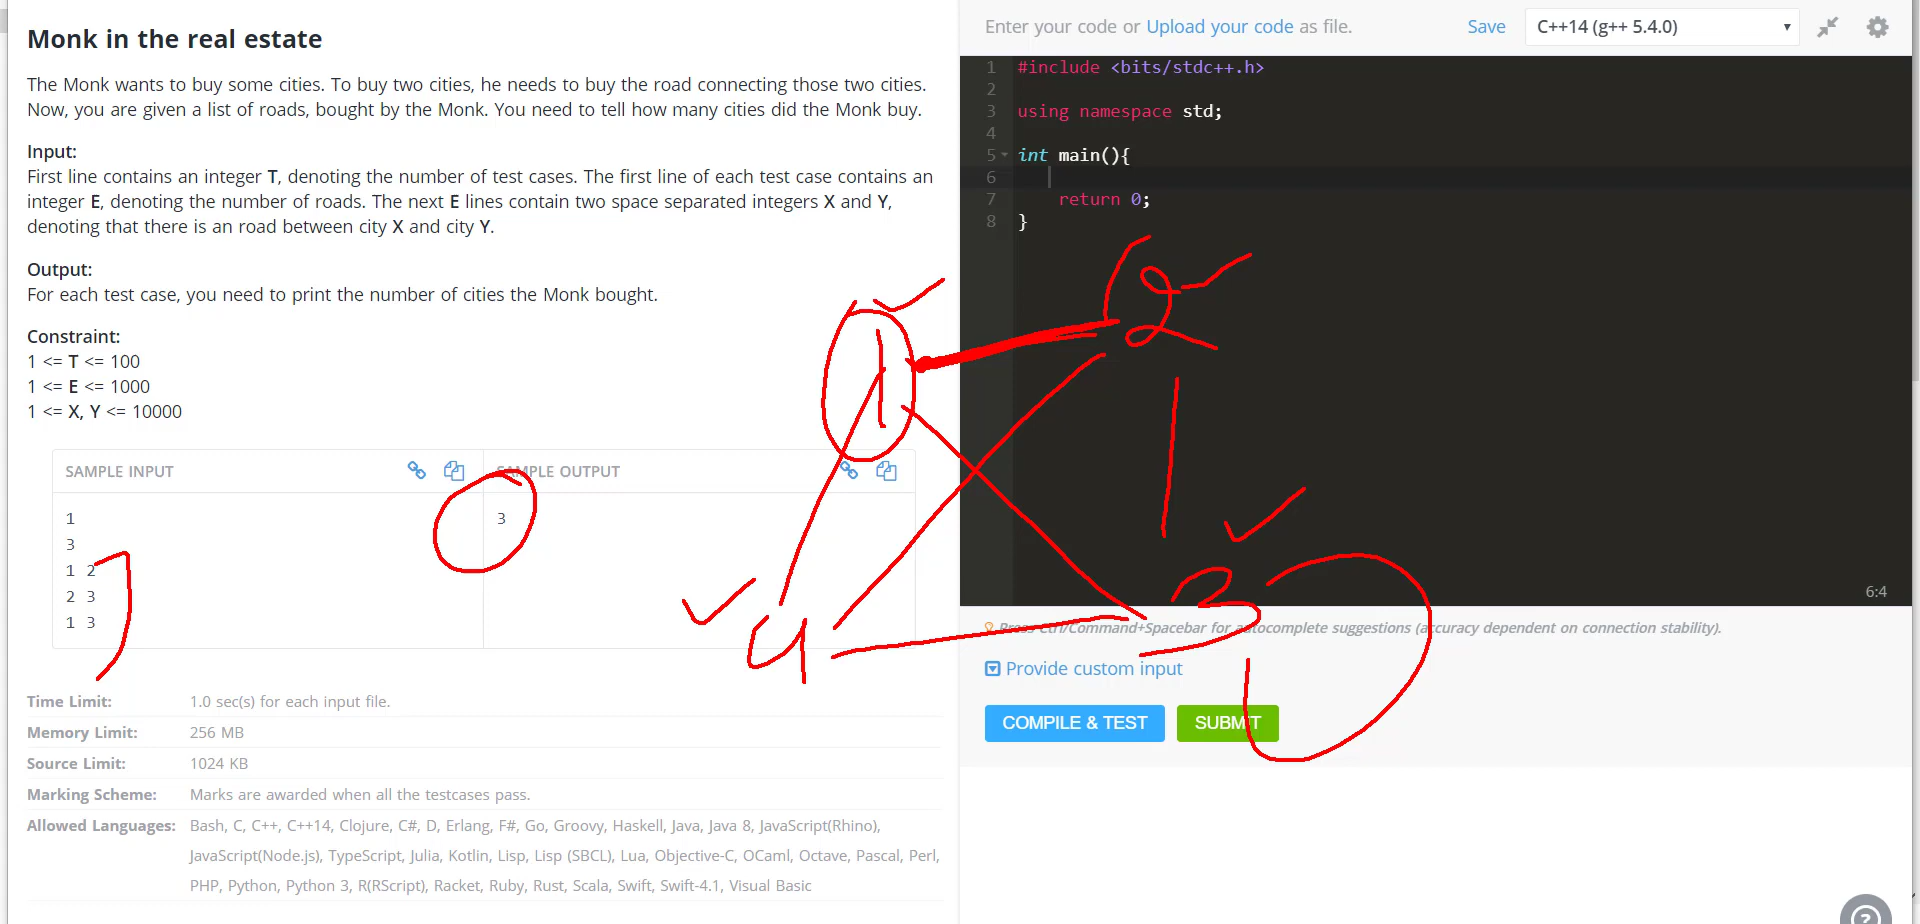 Monk in the real estate
The Monk wants to buy some cities. To buy two cities, he needs to buy the road connecting those two cities.
Now, you are given a list of roads, bought by the Monk. You need to tell how many cities did the Monk buy.
Input:
First line contains an integer T, denoting the number of test cases. The first line of each test case contains an
integer E, denoting the number of roads. The next E lines contain two space separated integers X and Y,
denoting that there is an road between city X and city Y.
Output:
For each test case, you need to print the number of cities the Monk bought.
Constraint:
1 <= T <= 100
1 <= E <= 1000
1 <= X, Y <= 10000
SAMPLE INPUT
1
3
1 2
2 3
1 3
SAMPLE OUTPUT
3
Time Limit: 1.0 sec(s) for each input file.
Memory Limit: 256 MB
Source Limit: 1024 KB
Marking Scheme: Marks are awarded when all the testcases pass.
Allowed Languages: Bash, C, C++, C++14, Clojure, C#, D, Erlang, F#, Go, Groovy, Haskell, Java, Java 8, JavaScript(Rhino),
JavaScript(Node.js), TypeScript, Julia, Kotlin, Lisp, Lisp (SBCL), Lua, Objective-C, OCaml, Octave, Pascal, Perl,
PHP, Python, Python 3, R(RScript), Racket, Ruby, Rust, Scala, Swift, Swift-4.1, Visual Basic
Enter your code or Upload your code as file.
Save
C++14 (g++ 5.4.0)
1 #include <bits/stdc++.h>
2
3 using namespace std;
4
5 int main(){
6
7 return 0;
8 }
6:4
Press Ctrl/Command+Spacebar for autocomplete suggestions (accuracy dependent on connection stability).
Provide custom input
COMPILE & TEST
SUBMIT
?
1
2
4
3